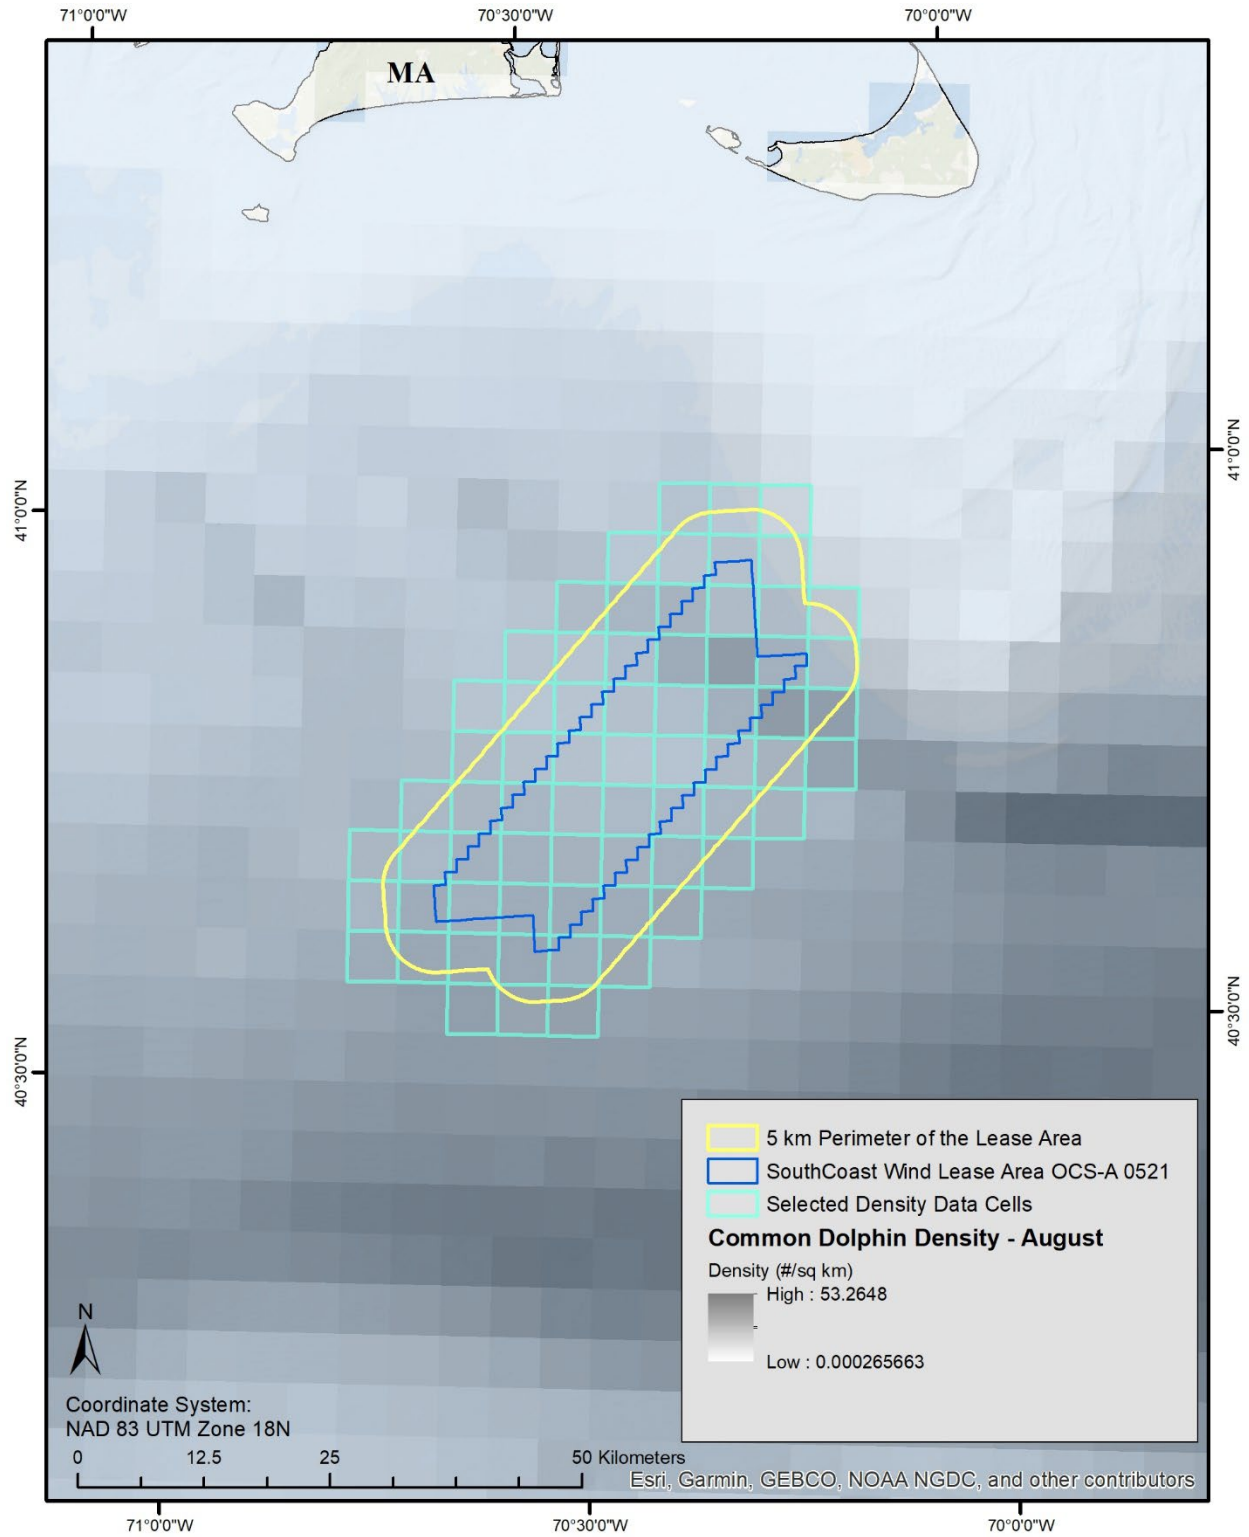 71°0'0"W
70°30'0"W
70°0'0"W
MA
41°0'0"N
41°0'0"N
40°30'0"N
40°30'0"N
5 km Perimeter of the Lease Area
SouthCoast Wind Lease Area OCS-A 0521
Selected Density Data Cells
Common Dolphin Density - August
Density (#/sq km)
High : 53.2648
Low : 0.000265663
N
Coordinate System:
NAD 83 UTM Zone 18N
0 12.5 25 50 Kilometers
Esri, Garmin, GEBCO, NOAA NGDC, and other contributors
71°0'0"W
70°30'0"W
70°0'0"W